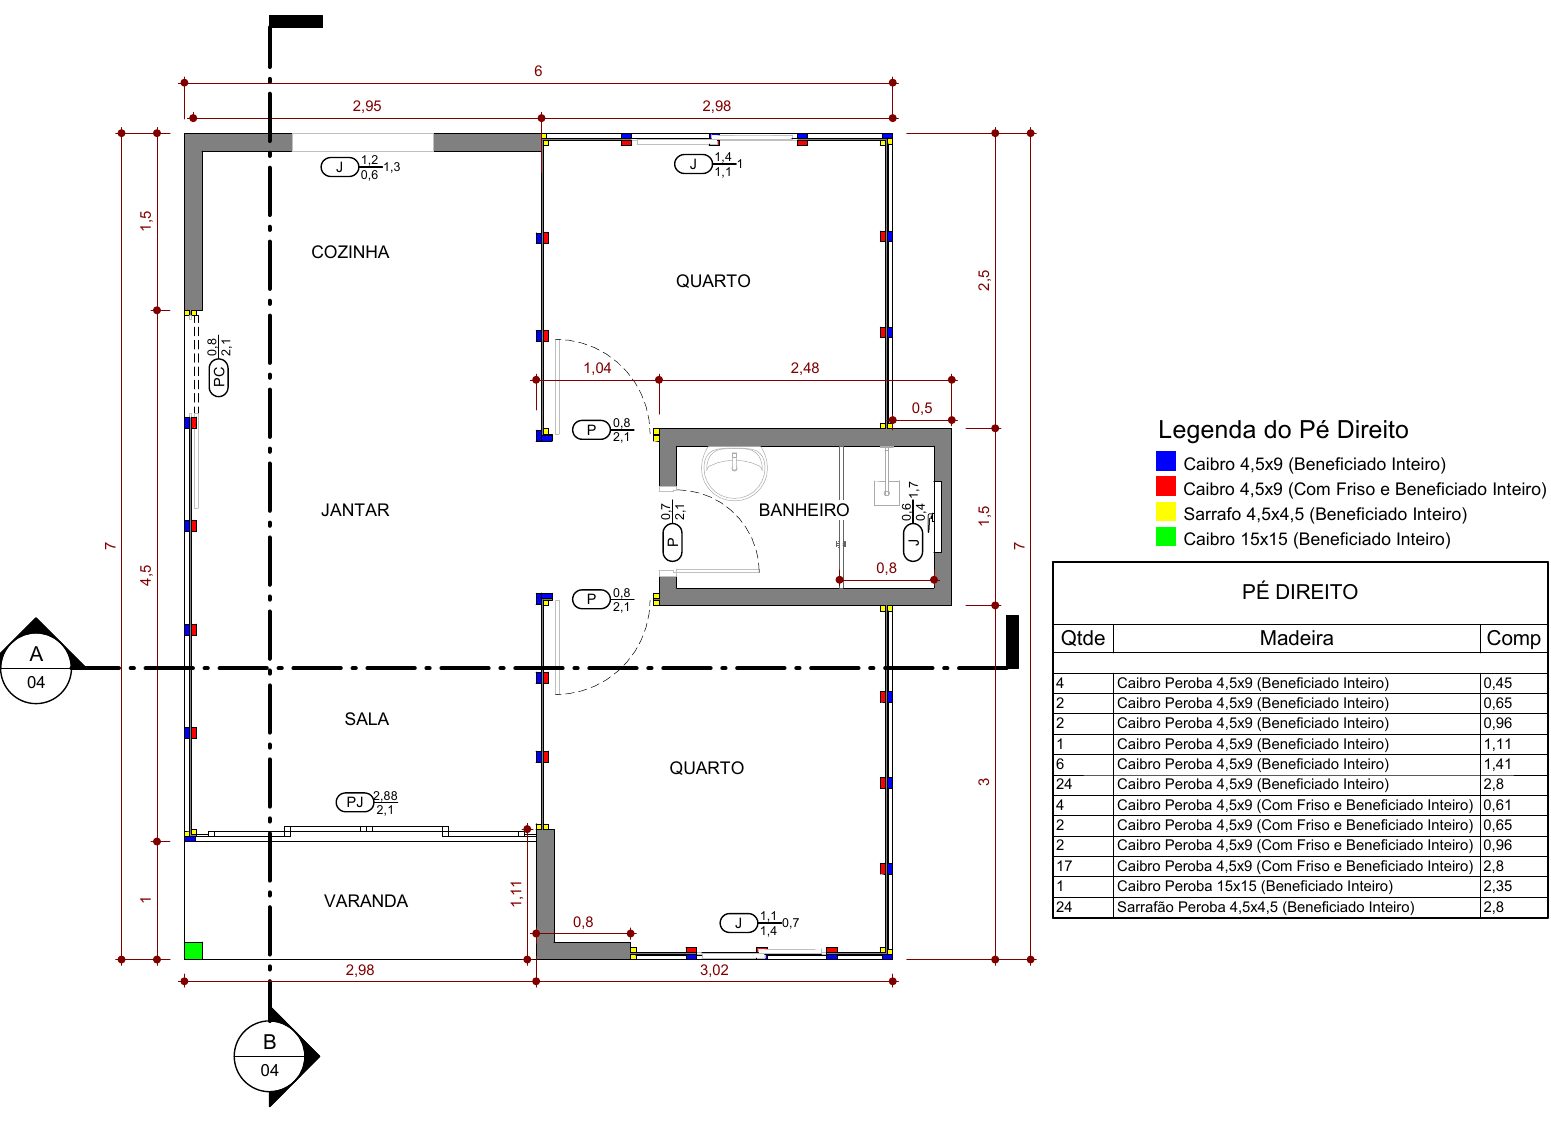 6
2,95
2,98
J 1,2 1,3
0,6
J 1,4 1
1,1
1,5
COZINHA
QUARTO
2,5
PC 0,8
2,1
1,04
2,48
0,5
P 0,8
2,1
JANTAR
BANHEIRO
P 0,7
2,1
J 0,6 1,7
0,4
1,5
7
7
4,5
0,8
P 0,8
2,1
A
04
SALA
QUARTO
3
PJ 2,88
2,1
1
VARANDA
1,11
0,8
J 1,1 0,7
1,4
2,98
3,02
B
04
Legenda do Pé Direito
Caibro 4,5x9 (Beneficiado Inteiro)
Caibro 4,5x9 (Com Friso e Beneficiado Inteiro)
Sarrafo 4,5x4,5 (Beneficiado Inteiro)
Caibro 15x15 (Beneficiado Inteiro)
PÉ DIREITO
Qtde Madeira Comp
4 Caibro Peroba 4,5x9 (Beneficiado Inteiro) 0,45
2 Caibro Peroba 4,5x9 (Beneficiado Inteiro) 0,65
2 Caibro Peroba 4,5x9 (Beneficiado Inteiro) 0,96
1 Caibro Peroba 4,5x9 (Beneficiado Inteiro) 1,11
6 Caibro Peroba 4,5x9 (Beneficiado Inteiro) 1,41
24 Caibro Peroba 4,5x9 (Beneficiado Inteiro) 2,8
4 Caibro Peroba 4,5x9 (Com Friso e Beneficiado Inteiro) 0,61
2 Caibro Peroba 4,5x9 (Com Friso e Beneficiado Inteiro) 0,65
2 Caibro Peroba 4,5x9 (Com Friso e Beneficiado Inteiro) 0,96
17 Caibro Peroba 4,5x9 (Com Friso e Beneficiado Inteiro) 2,8
1 Caibro Peroba 15x15 (Beneficiado Inteiro) 2,35
24 Sarrafão Peroba 4,5x4,5 (Beneficiado Inteiro) 2,8